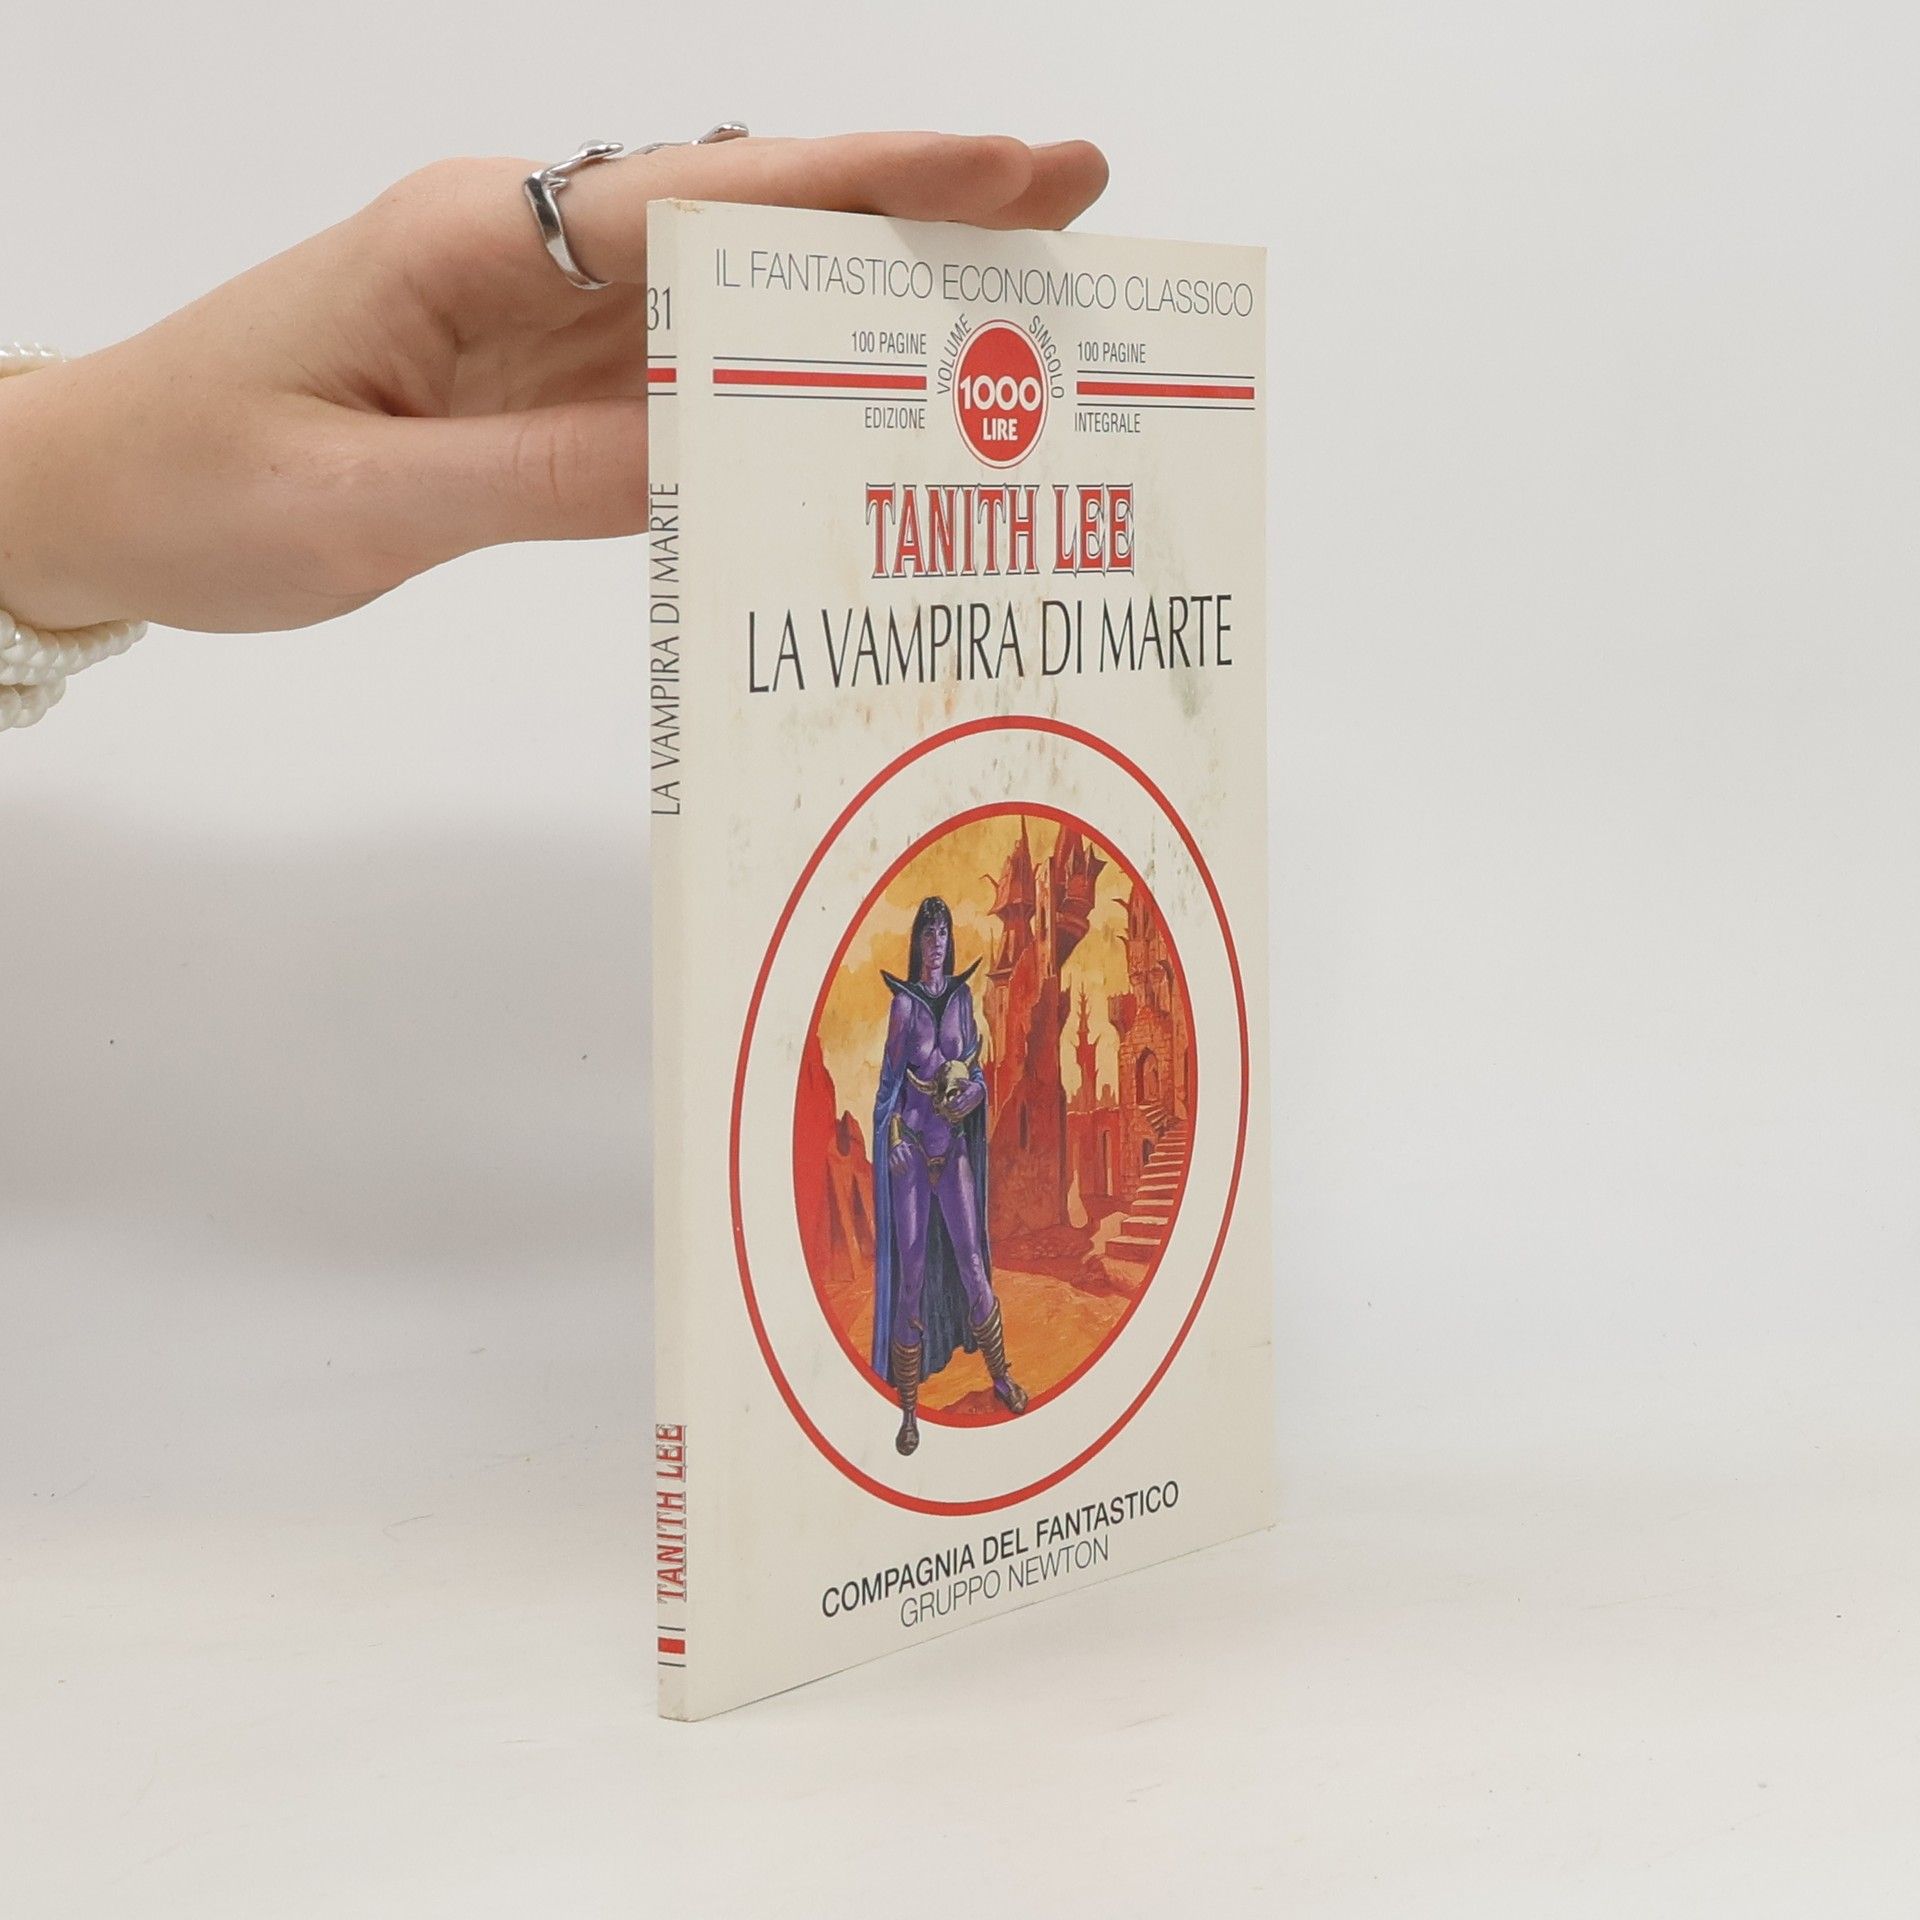 IL FANTASTICO ECONOMICO CLASSICO
100 PAGINE
VOLUME SINGOLO
100 PAGINE
1000
LIRE
EDIZIONE
INTEGRALE
TANITH LEE
LA VAMPIRA DI MARTE
COMPAGNIA DEL FANTASTICO
GRUPPO NEWTON
31
LA VAMPIRA DI MARTE
TANITH LEE